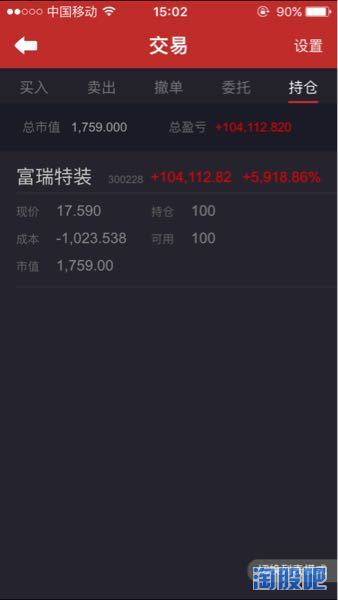 中国移动 15:02 90%
交易 设置
买入 卖出 撤单 委托 持仓
总市值 1,759.000 总盈亏 +104,112.820
富瑞特装 300228 +104,112.82 +5,918.86%
现价 17.590 持仓 100
成本 -1,023.538 可用 100
市值 1,759.00
淘股吧